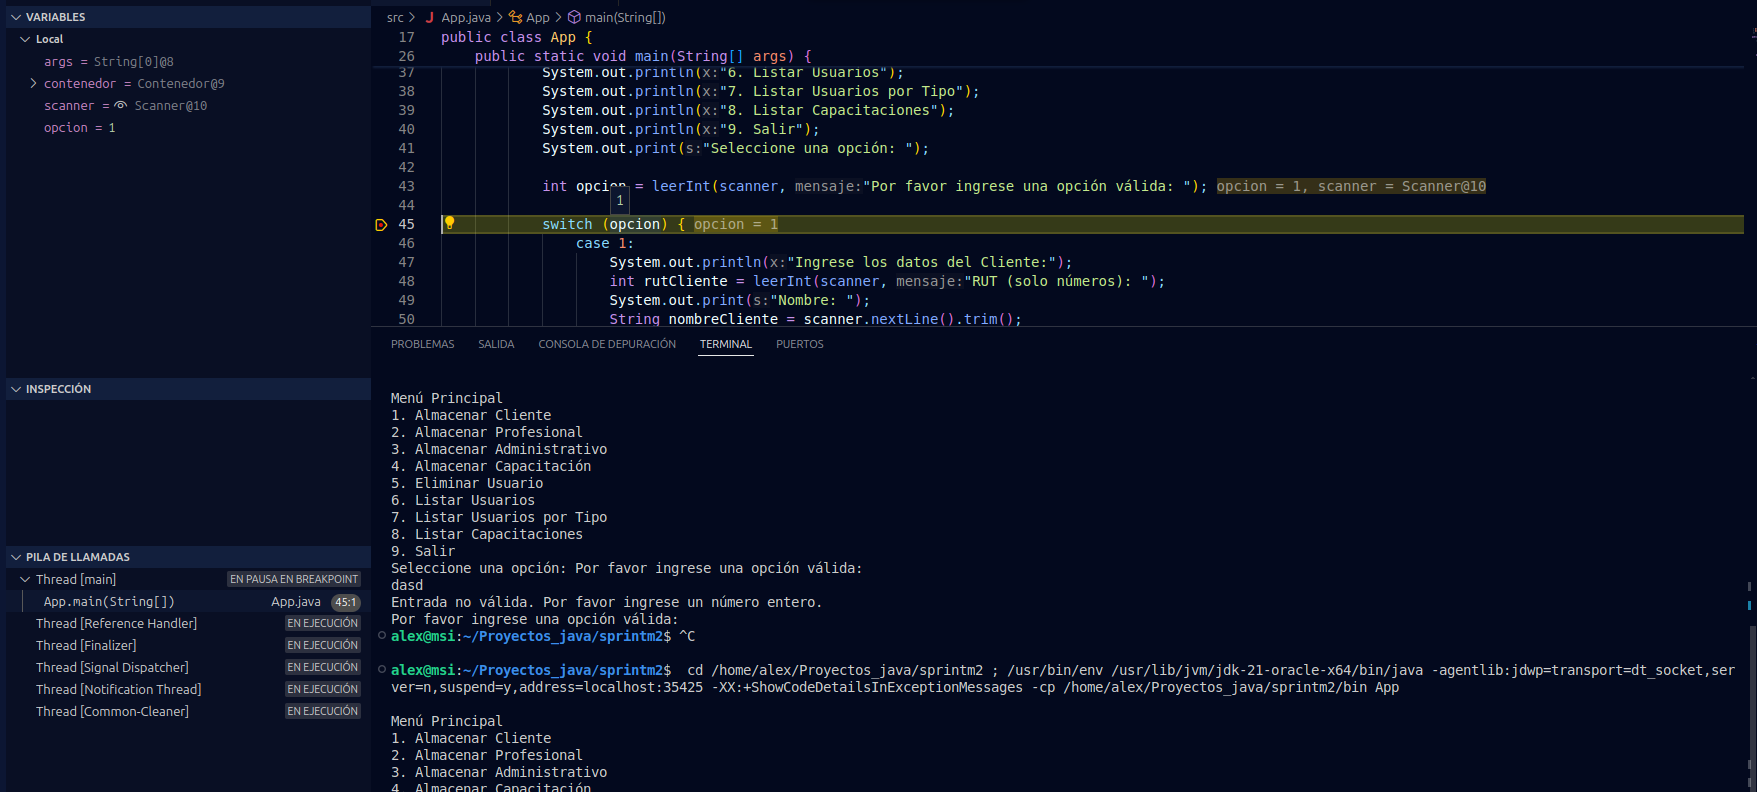 VARIABLES
Local
args = String[0]@8
contenedor = Contenedor@9
scanner = Scanner@10
opcion = 1
INSPECCIÓN
PILA DE LLAMADAS
Thread [main] EN PAUSA EN BREAKPOINT
App.main(String[]) App.java 45:1
Thread [Reference Handler] EN EJECUCIÓN
Thread [Finalizer] EN EJECUCIÓN
Thread [Signal Dispatcher] EN EJECUCIÓN
Thread [Notification Thread] EN EJECUCIÓN
Thread [Common-Cleaner] EN EJECUCIÓN
src > J App.java > App > main(String[])
17 public class App {
26 public static void main(String[] args) {
37 System.out.println(x:"6. Listar Usuarios");
38 System.out.println(x:"7. Listar Usuarios por Tipo");
39 System.out.println(x:"8. Listar Capacitaciones");
40 System.out.println(x:"9. Salir");
41 System.out.print(s:"Seleccione una opción: ");
42
43 int opcion = leerInt(scanner, mensaje:"Por favor ingrese una opción válida: "); opcion = 1, scanner = Scanner@10
1
44
45 switch (opcion) { opcion = 1
46 case 1:
47 System.out.println(x:"Ingrese los datos del Cliente:");
48 int rutCliente = leerInt(scanner, mensaje:"RUT (solo números): ");
49 System.out.print(s:"Nombre: ");
50 String nombreCliente = scanner.nextLine().trim();
PROBLEMAS SALIDA CONSOLA DE DEPURACIÓN TERMINAL PUERTOS
Menú Principal
1. Almacenar Cliente
2. Almacenar Profesional
3. Almacenar Administrativo
4. Almacenar Capacitación
5. Eliminar Usuario
6. Listar Usuarios
7. Listar Usuarios por Tipo
8. Listar Capacitaciones
9. Salir
Seleccione una opción: Por favor ingrese una opción válida:
dasd
Entrada no válida. Por favor ingrese un número entero.
Por favor ingrese una opción válida:
alex@msi:~/Proyectos_java/sprintm2$ ^C
alex@msi:~/Proyectos_java/sprintm2$ cd /home/alex/Proyectos_java/sprintm2 ; /usr/bin/env /usr/lib/jvm/jdk-21-oracle-x64/bin/java -agentlib:jdwp=transport=dt_socket,ser
ver=n,suspend=y,address=localhost:35425 -XX:+ShowCodeDetailsInExceptionMessages -cp /home/alex/Proyectos_java/sprintm2/bin App
Menú Principal
1. Almacenar Cliente
2. Almacenar Profesional
3. Almacenar Administrativo
4. Almacenar Capacitación